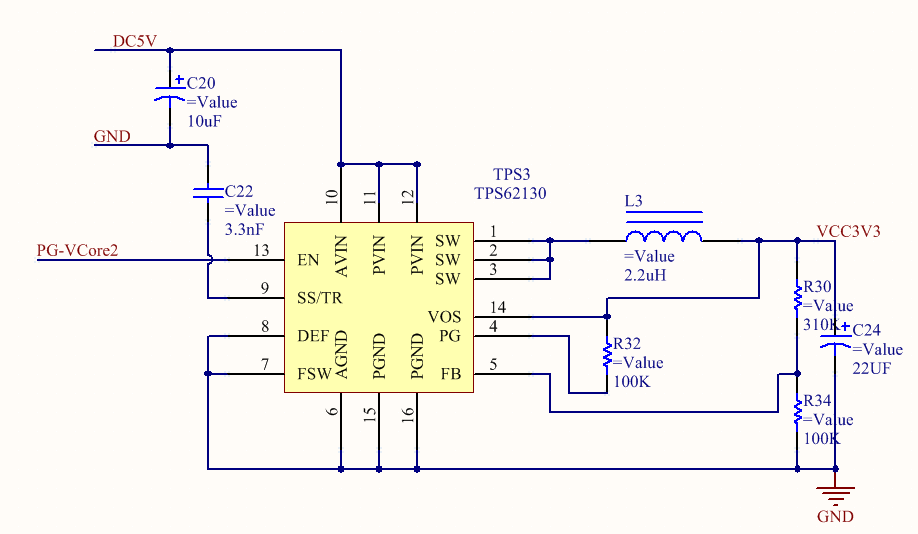 DC5V
C20
=Value
10uF
GND
C22
=Value
3.3nF
PG-VCore2
TPS3
TPS62130
10
11
12
AVIN
PVIN
PVIN
13
EN
9
SS/TR
8
DEF
7
FSW
AGND
PGND
PGND
6
15
16
SW
1
SW
2
SW
3
VOS
14
PG
4
FB
5
L3
=Value
2.2uH
VCC3V3
R30
=Value
310K
C24
=Value
22UF
R32
=Value
100K
R34
=Value
100K
GND